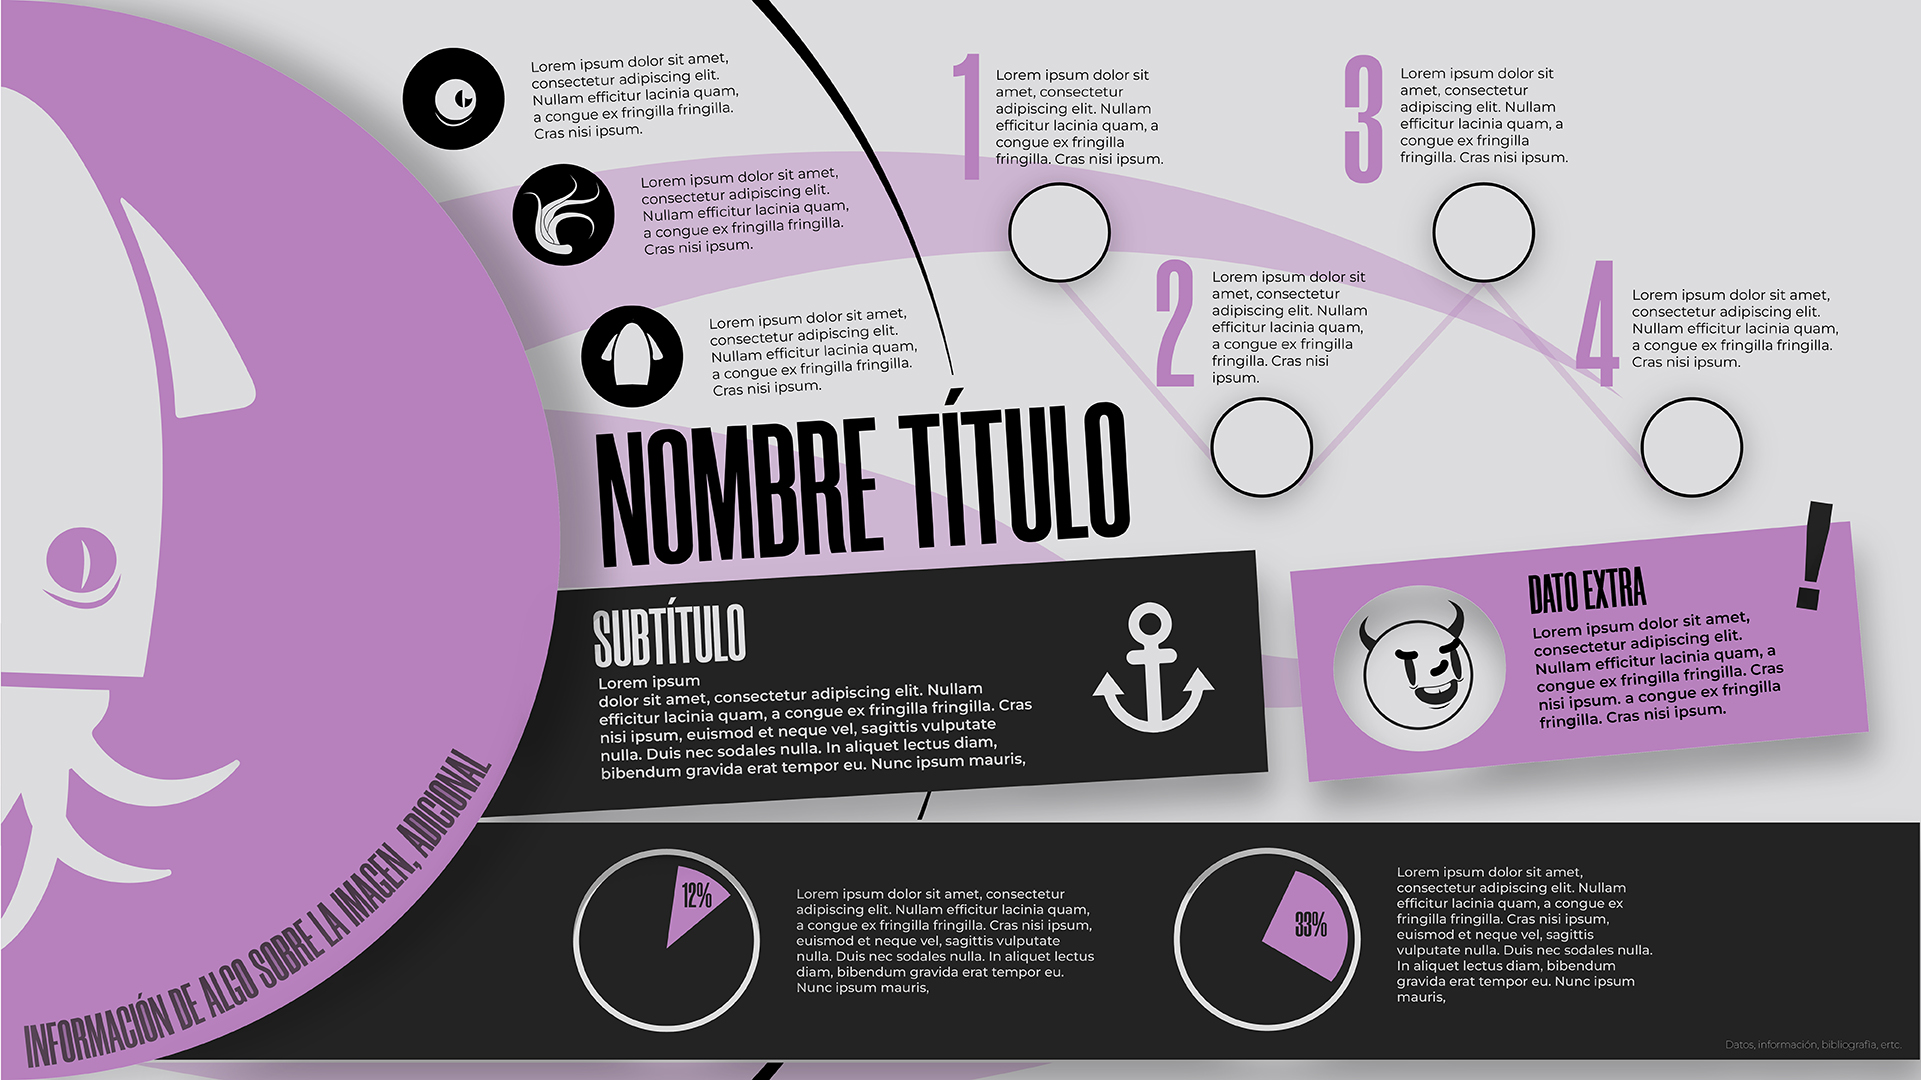 Lorem ipsum dolor sit amet,
consectetur adipiscing elit.
Nullam efficitur lacinia quam,
a congue ex fringilla fringilla.
Cras nisi ipsum.
Lorem ipsum dolor sit amet,
consectetur adipiscing elit.
Nullam efficitur lacinia quam,
a congue ex fringilla fringilla.
Cras nisi ipsum.
Lorem ipsum dolor sit amet,
consectetur adipiscing elit.
Nullam efficitur lacinia quam,
a congue ex fringilla fringilla.
Cras nisi ipsum.
1
Lorem ipsum dolor sit
amet, consectetur
adipiscing elit. Nullam
efficitur lacinia quam, a
congue ex fringilla
fringilla. Cras nisi ipsum.
2
Lorem ipsum dolor sit
amet, consectetur
adipiscing elit. Nullam
efficitur lacinia quam,
a congue ex fringilla
fringilla. Cras nisi
ipsum.
3
Lorem ipsum dolor sit
amet, consectetur
adipiscing elit. Nullam
efficitur lacinia quam, a
congue ex fringilla
fringilla. Cras nisi ipsum.
4
Lorem ipsum dolor sit amet,
consectetur adipiscing elit.
Nullam efficitur lacinia quam,
a congue ex fringilla fringilla.
Cras nisi ipsum.
NOMBRE TÍTULO
SUBTÍTULO
Lorem ipsum
dolor sit amet, consectetur adipiscing elit. Nullam
efficitur lacinia quam, a congue ex fringilla fringilla. Cras
nisi ipsum, euismod et neque vel, sagittis vulputate
nulla. Duis nec sodales nulla. In aliquet lectus diam,
bibendum gravida erat tempor eu. Nunc ipsum mauris,
DATO EXTRA
!
Lorem ipsum dolor sit amet,
consectetur adipiscing elit.
Nullam efficitur lacinia quam, a
congue ex fringilla fringilla. Cras
nisi ipsum. a congue ex fringilla
fringilla. Cras nisi ipsum.
INFORMACIÓN DE ALGO SOBRE LA IMAGEN, ADICIONAL
12%
Lorem ipsum dolor sit amet, consectetur
adipiscing elit. Nullam efficitur lacinia quam,
a congue ex fringilla fringilla. Cras nisi ipsum,
euismod et neque vel, sagittis vulputate
nulla. Duis nec sodales nulla. In aliquet lectus
diam, bibendum gravida erat tempor eu.
Nunc ipsum mauris,
33%
Lorem ipsum dolor sit amet,
consectetur adipiscing elit. Nullam
efficitur lacinia quam, a congue ex
fringilla fringilla. Cras nisi ipsum,
euismod et neque vel, sagittis
vulputate nulla. Duis nec sodales nulla.
In aliquet lectus diam, bibendum
gravida erat tempor eu. Nunc ipsum
mauris,
Datos, información, bibliografía, ertc.